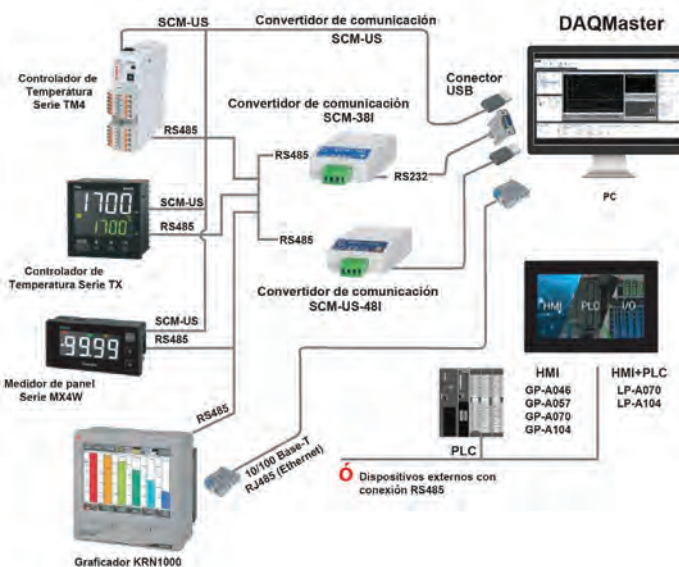 SCM-US
Convertidor de comunicación
SCM-US
DAQMaster
Controlador de
Temperatura
Serie TM4
Conector
USB
Convertidor de comunicación
SCM-38I
RS485
RS485
RS232
PC
1700
1700
SCM-US
RS485
RS485
Controlador de
Temperatura Serie TX
Convertidor de comunicación
SCM-US-48I
SCM-US
RS485
99.99
Medidor de panel
Serie MX4W
HMI
PLC
I/O
HMI
GP-A046
GP-A057
GP-A070
GP-A104
HMI+PLC
LP-A070
LP-A104
RS485
PLC
10/100 Base-T
RJ485 (Ethernet)
Ó Dispositivos externos con
conexión RS485
Graficador KRN1000